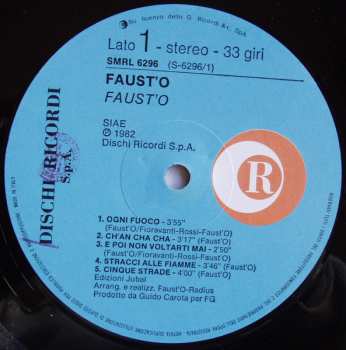 su licenza della G. Ricordi &
Lato 1 - stereo - 33 giri
SMRL 6296 (S-6296/1)
FAUST'O
FAUST'O
SIAE
℗ 1982
Dischi Ricordi S.p.A.
DISCHI RICORDI
S.p.A.
R
MADE IN ITALY
1. OGNI FUOCO - 3'55"
(Faust'O/Fioravanti-Rossi-Faust'O)
2. CH'AN CHA CHA - 3'17" (Faust'O)
3. E POI NON VOLTARTI MAI - 2'50"
(Faust'O/Fioravanti-Faust'O)
4. STRACCI ALLE FIAMME - 3'46" (Faust'O)
5. CINQUE STRADE - 4'00" (Faust'O)
Edizioni Jubal
Arrang. e realizz. Faust'O-Radius
Prodotto da Guido Carota per FG